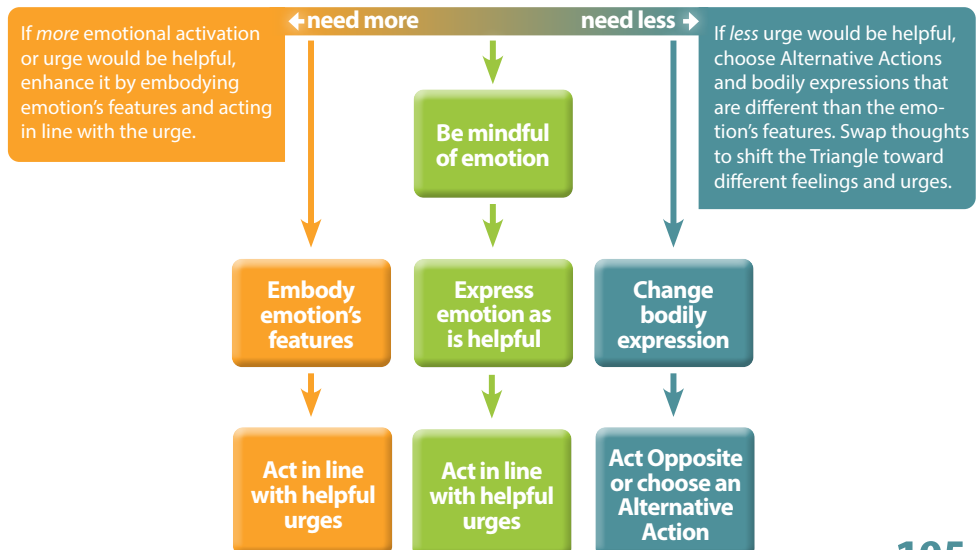 need more need less
If more emotional activation
or urge would be helpful,
enhance it by embodying
emotion’s features and acting
in line with the urge.
If less urge would be helpful,
choose Alternative Actions
and bodily expressions that
are different than the emo-
tion’s features. Swap thoughts
to shift the Triangle toward
different feelings and urges.
Be mindful
of emotion
Embody
emotion’s
features
Express
emotion as
is helpful
Change
bodily
expression
Act in line
with helpful
urges
Act in line
with helpful
urges
Act Opposite
or choose an
Alternative
Action